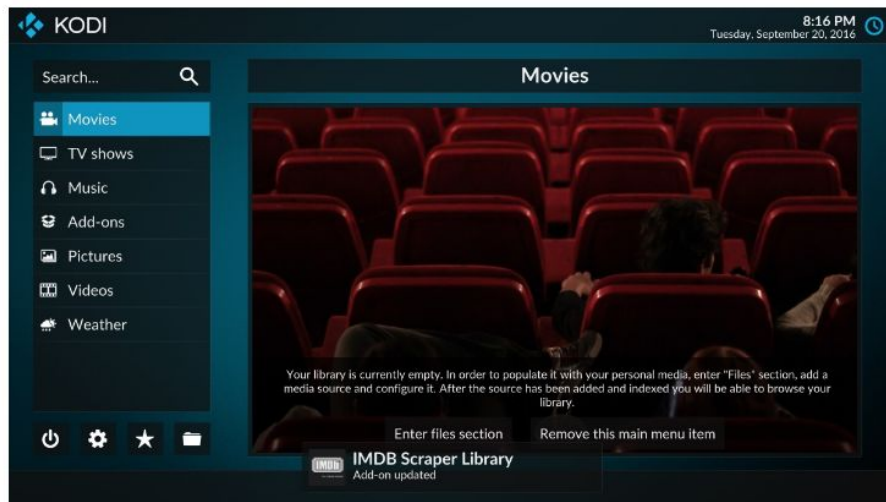 KODI
8:16 PM
Tuesday, September 20, 2016
Search...
Movies
TV shows
Music
Add-ons
Pictures
Videos
Weather
Movies
Your library is currently empty. In order to populate it with your personal media, enter "Files" section, add a
media source and configure it. After the source has been added and indexed you will be able to browse your
library.
Enter files section
Remove this main menu item
IMDb
IMDB Scraper Library
Add-on updated